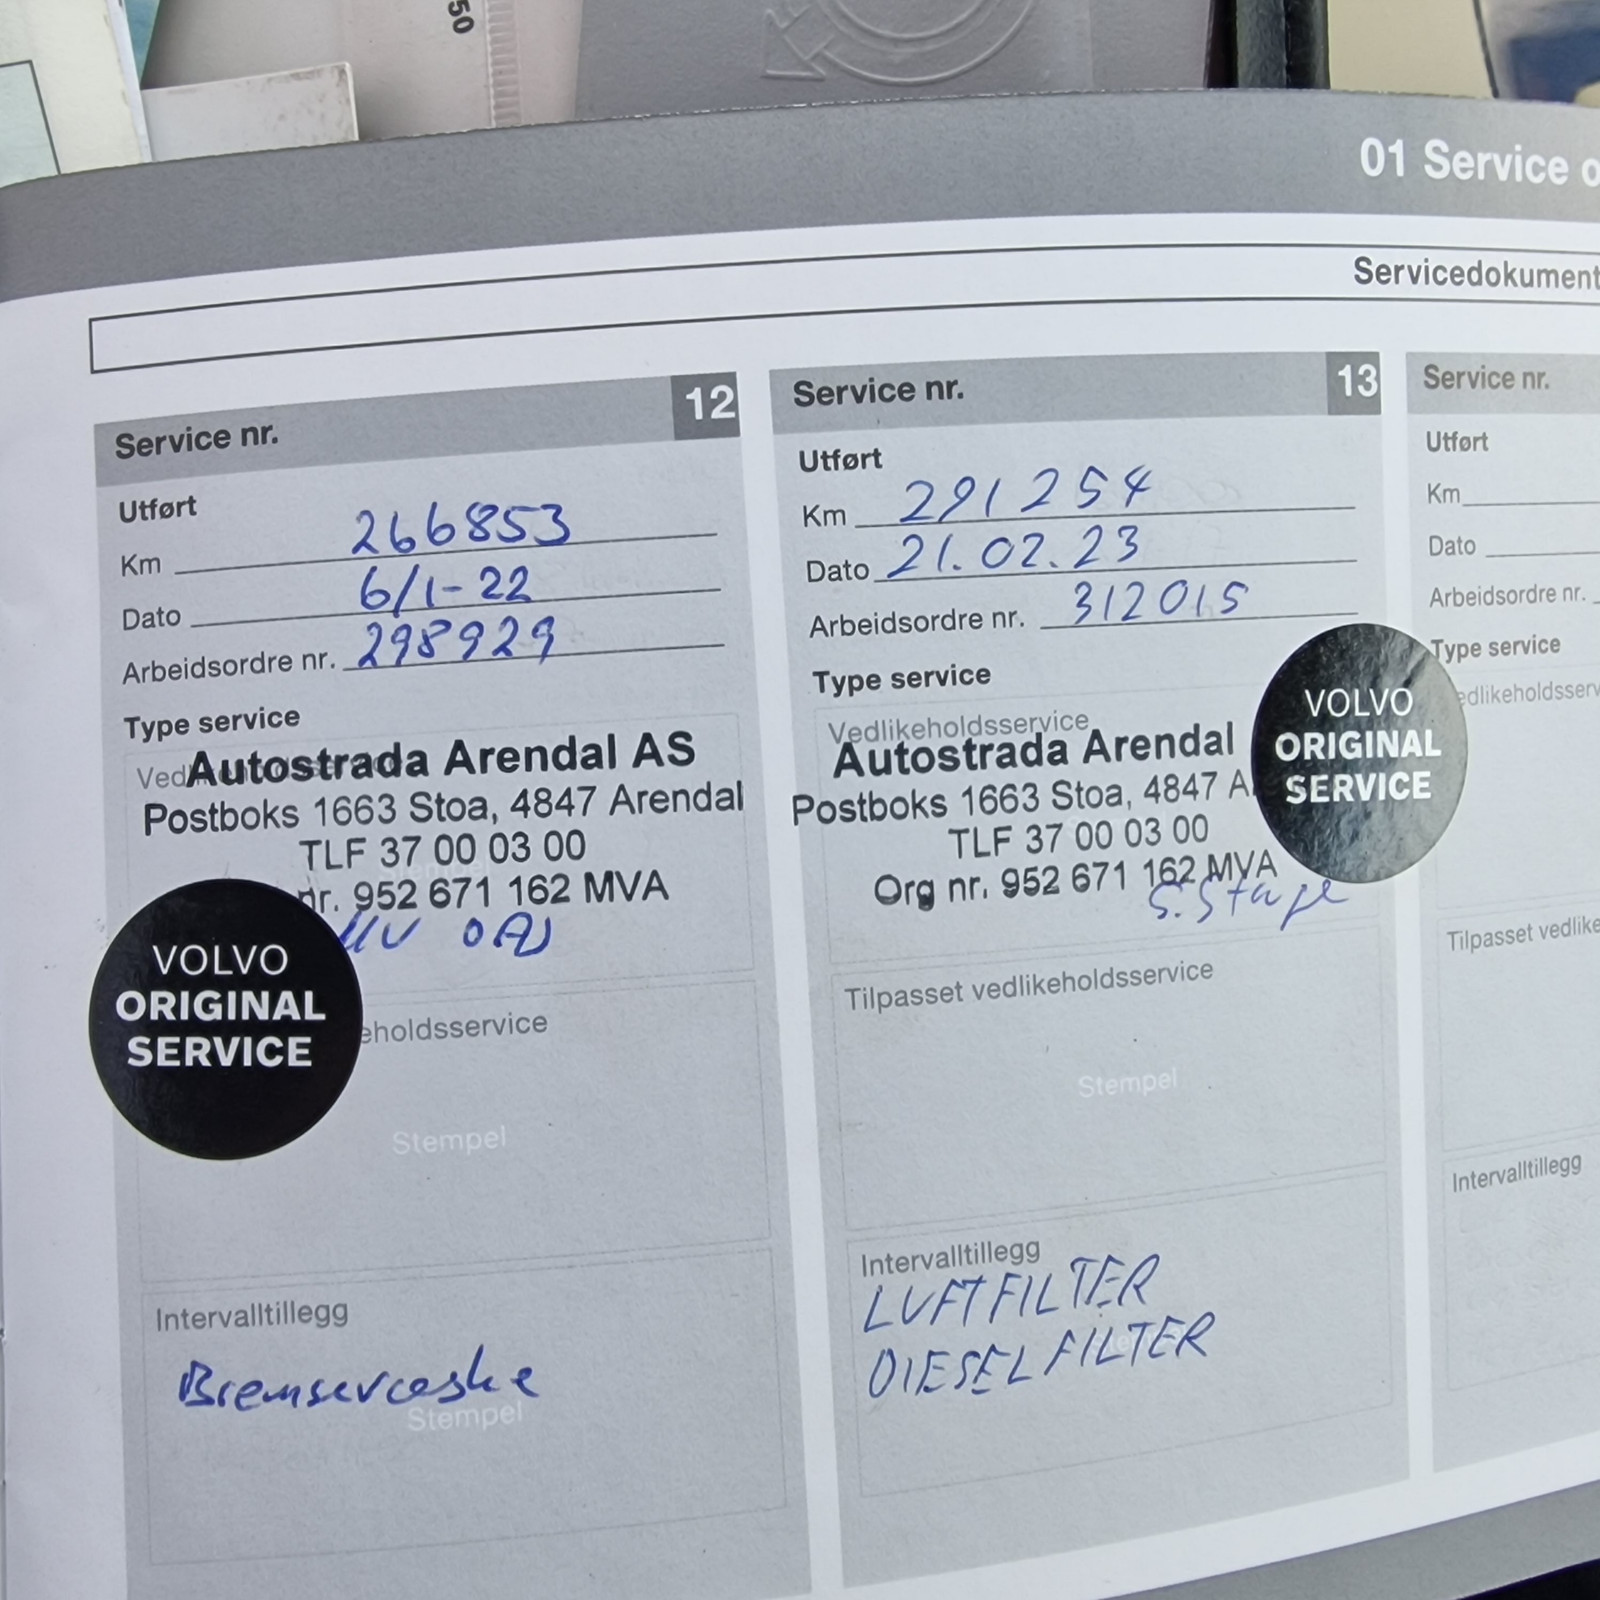 50
01 Service o
Servicedokument
Service nr. 12
Utført
Km 266853
Dato 6/1-22
Arbeidsordre nr. 298929
Type service
Autostrada Arendal AS
Postboks 1663 Stoa, 4847 Arendal
TLF 37 00 03 00
nr. 952 671 162 MVA
VOLVO
ORIGINAL
SERVICE
eholdsservice
Stempel
Intervalltillegg
Bremsevæske
Stempel
Service nr. 13
Utført
Km 291254
Dato 21.02.23
Arbeidsordre nr. 312015
Type service
Vedlikeholdsservice
Autostrada Arendal
Postboks 1663 Stoa, 4847 A
TLF 37 00 03 00
Org nr. 952 671 162 MVA
VOLVO
ORIGINAL
SERVICE
Tilpasset vedlikeholdsservice
Stempel
Intervalltillegg
LUFTFILTER
DIESELFILTER
Service nr.
Utført
Km
Dato
Arbeidsordre nr.
Type service
edlikeholdsserv
Tilpasset vedlike
Intervalltillegg